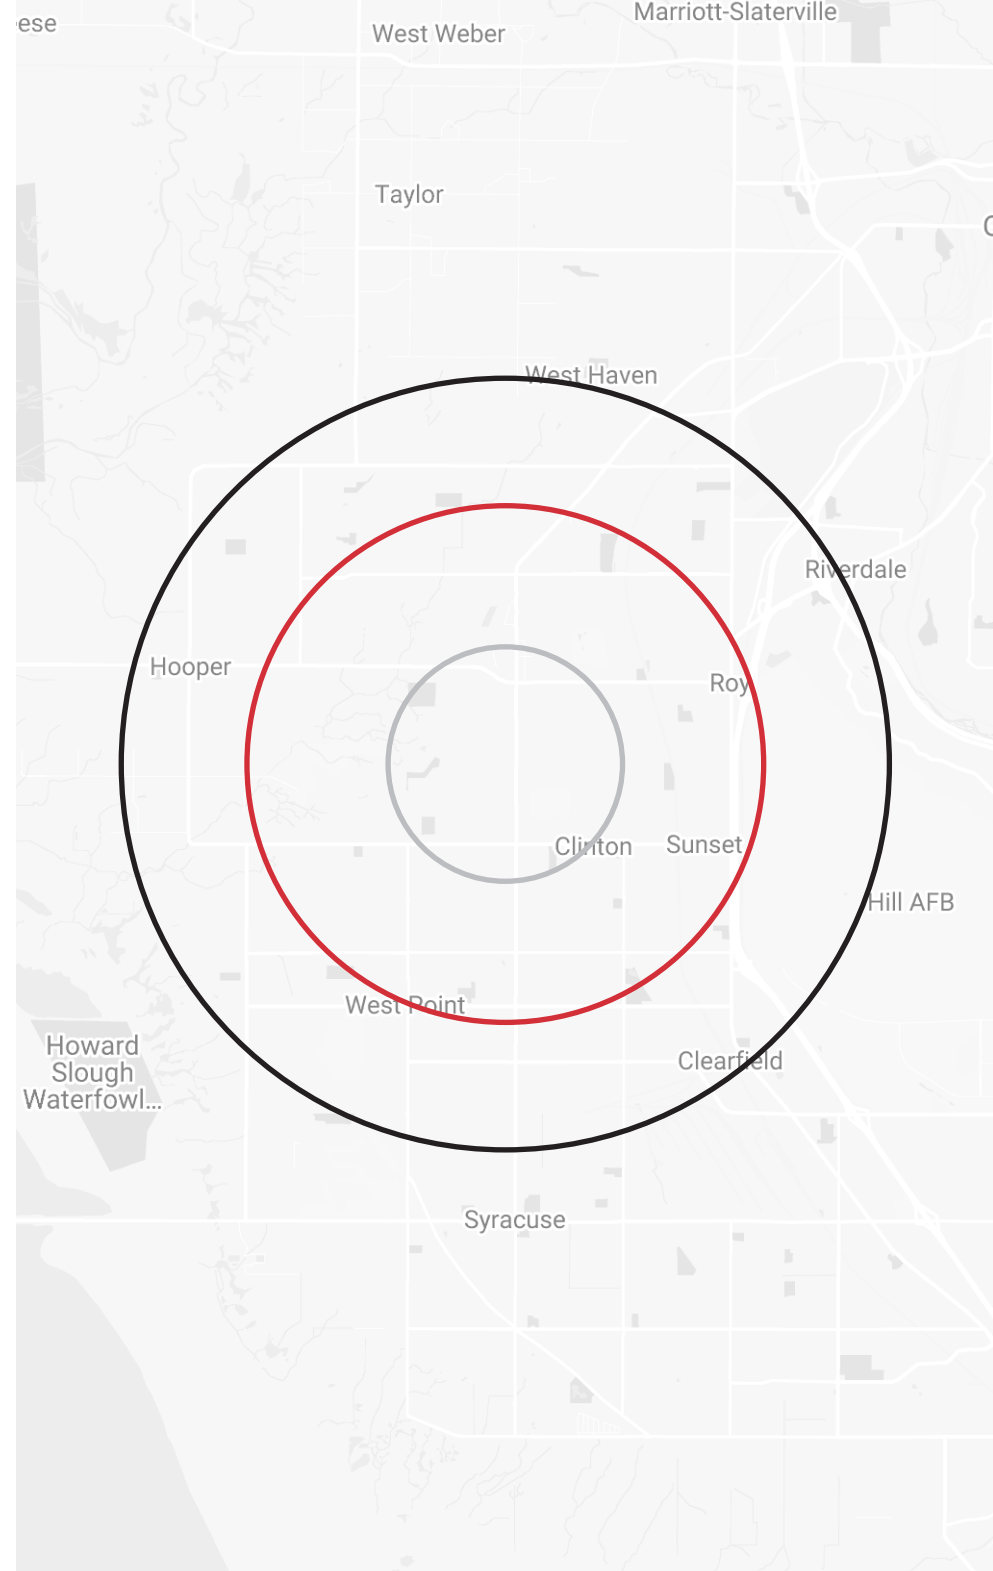 Marriott-Slaterville
ese
West Weber
Taylor
West Haven
Riverdale
Hooper
Roy
Clinton
Sunset
Hill AFB
West Point
Howard
Slough
Waterfowl...
Clearfield
Syracuse